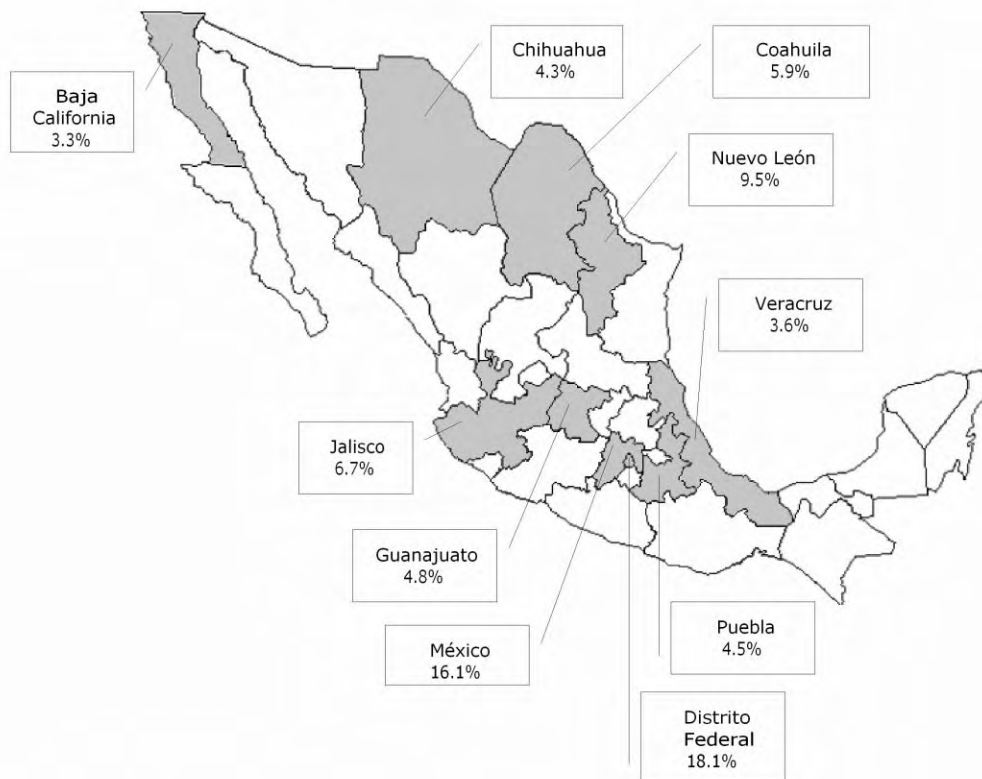 Chihuahua
4.3%
Coahuila
5.9%
Baja
California
3.3%
Nuevo León
9.5%
Veracruz
3.6%
Jalisco
6.7%
Guanajuato
4.8%
México
16.1%
Puebla
4.5%
Distrito
Federal
18.1%